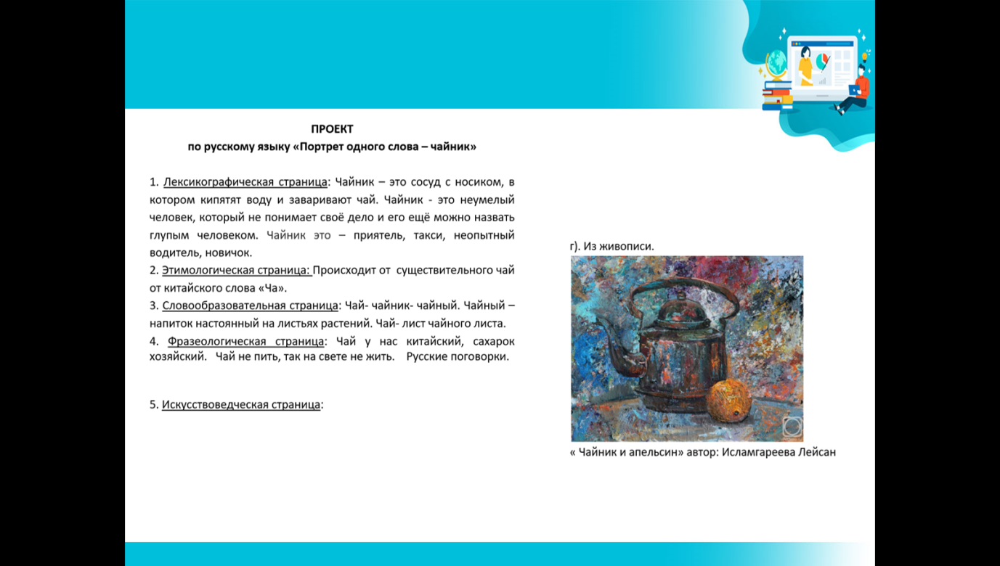 ПРОЕКТ
по русскому языку «Портрет одного слова – чайник»
1. Лексикографическая страница: Чайник – это сосуд с носиком, в
котором кипятят воду и заваривают чай. Чайник - это неумелый
человек, который не понимает своё дело и его ещё можно назвать
глупым человеком. Чайник это – приятель, такси, неопытный
водитель, новичок.
2. Этимологическая страница: Происходит от существительного чай
от китайского слова «Ча».
3. Словообразовательная страница: Чай- чайник- чайный. Чайный –
напиток настоянный на листьях растений. Чай- лист чайного листа.
4. Фразеологическая страница: Чай у нас китайский, сахарок
хозяйский. Чай не пить, так на свете не жить. Русские поговорки.
5. Искусствоведческая страница:
г). Из живописи.
« Чайник и апельсин» автор: Исламгареева Лейсан